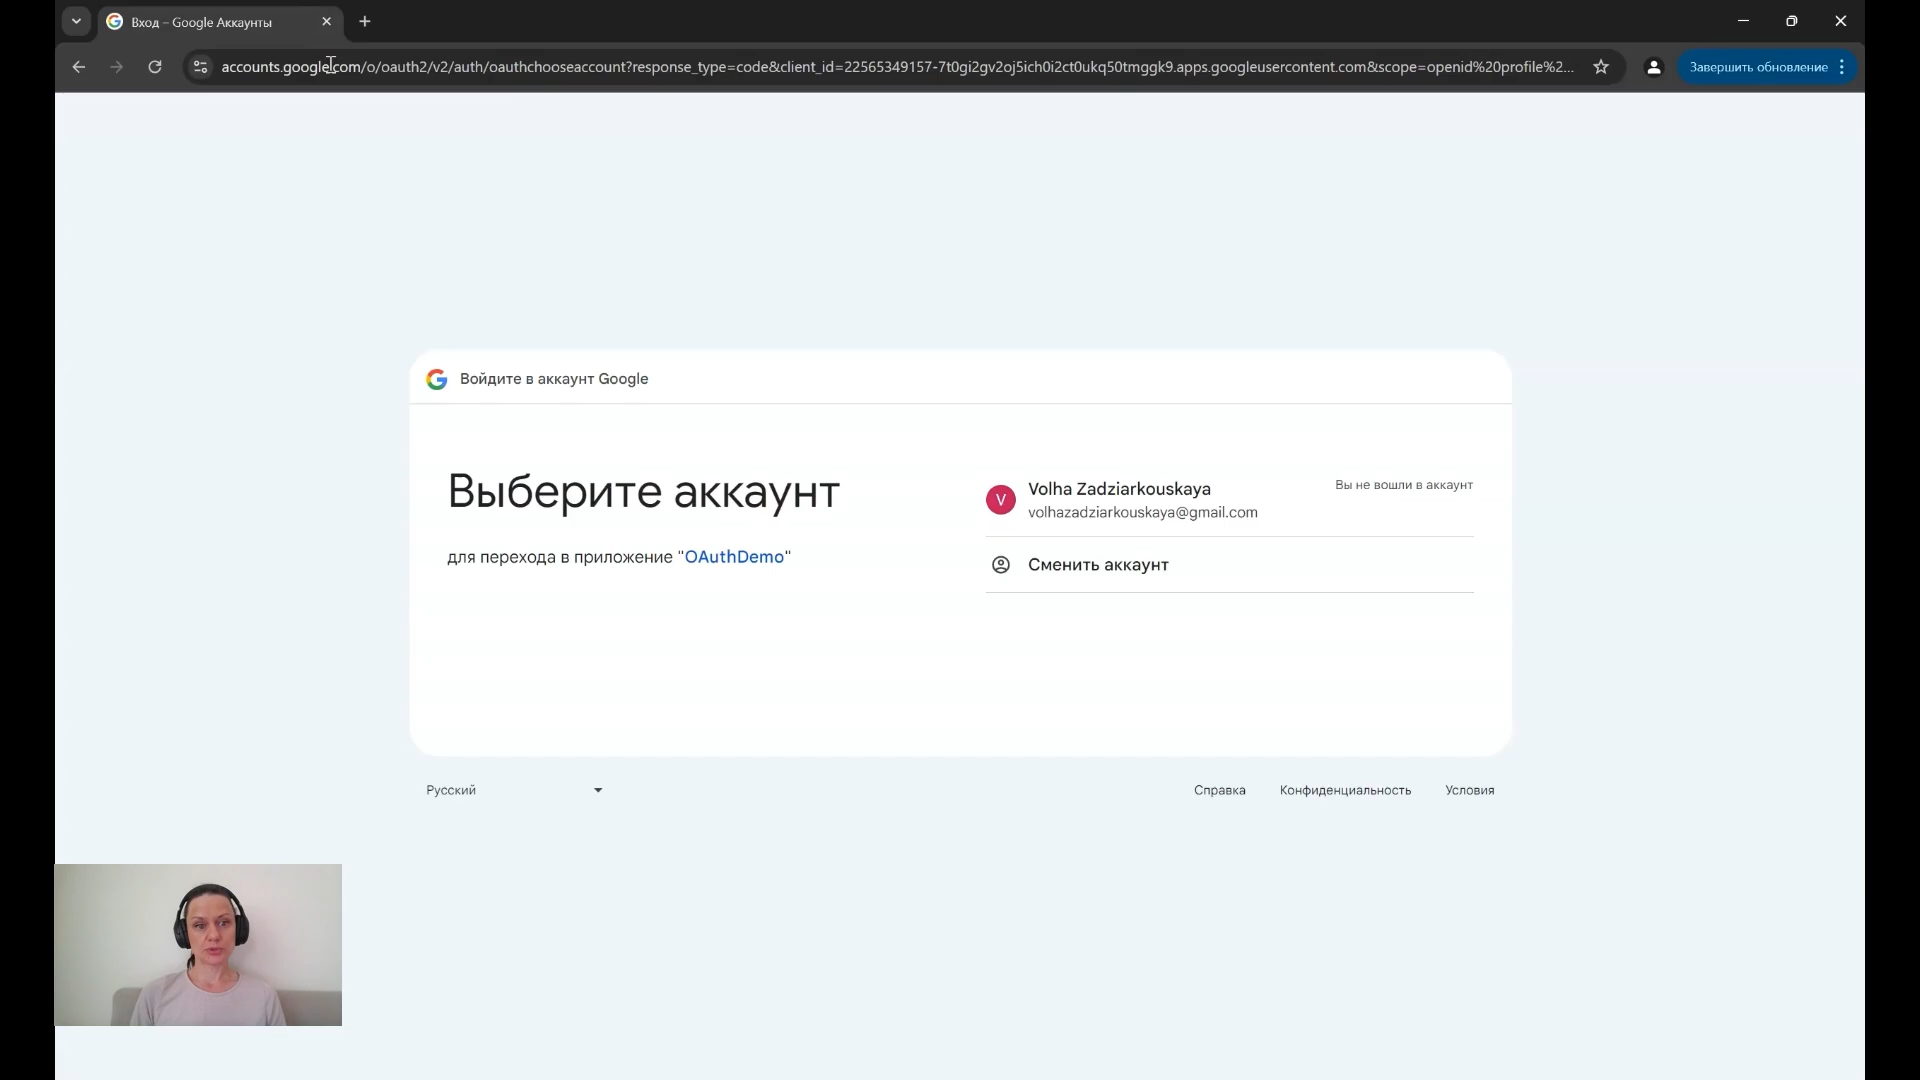 Вход – Google Аккаунты
accounts.google.com/o/oauth2/v2/auth/oauthchooseaccount?response_type=code&client_id=22565349157-7t0gi2gv2oj5ich0i2ct0ukq50tmggk9.apps.googleusercontent.com&scope=openid%20profile%2...
Завершить обновление
Войдите в аккаунт Google
Выберите аккаунт
для перехода в приложение "OAuthDemo"
V
Volha Zadziarkouskaya
Вы не вошли в аккаунт
volhazadziarkouskaya@gmail.com
Сменить аккаунт
Русский
Справка
Конфиденциальность
Условия